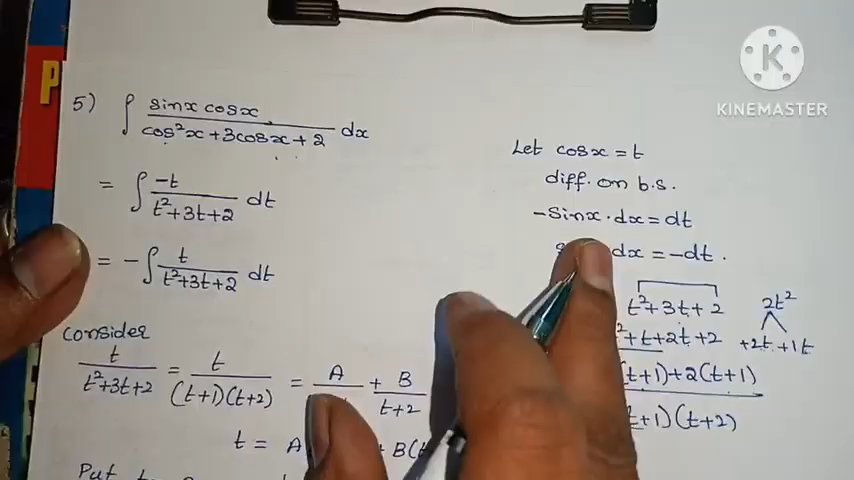 P
KINEMASTER
5) ∫ sinx cosx / cos²x + 3cosx + 2 dx
= ∫ -t / t²+3t+2 dt
= - ∫ t / t²+3t+2 dt
consider
t / t²+3t+2 = t / (t+1)(t+2) = A / + B / t+2
t = A + B(
Put t
Let cosx = t
diff. on b.s.
-sinx·dx = dt
dx = -dt.
t²+3t+2
2t²
+t+2t+2
+2t +1t
(t+1)+2(t+1)
t+1)(t+2)